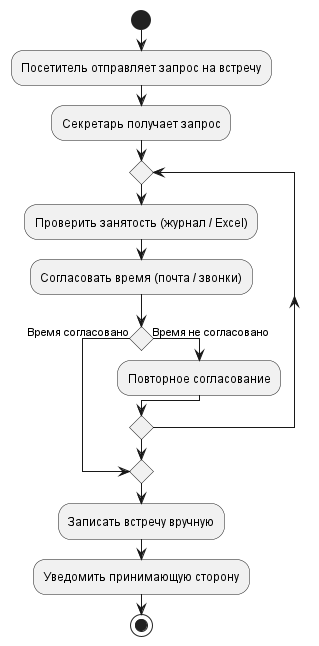 Посетитель отправляет запрос на встречу
Секретарь получает запрос
Проверить занятость (журнал / Excel)
Согласовать время (почта / звонки)
Время согласовано
Время не согласовано
Повторное согласование
Записать встречу вручную
Уведомить принимающую сторону